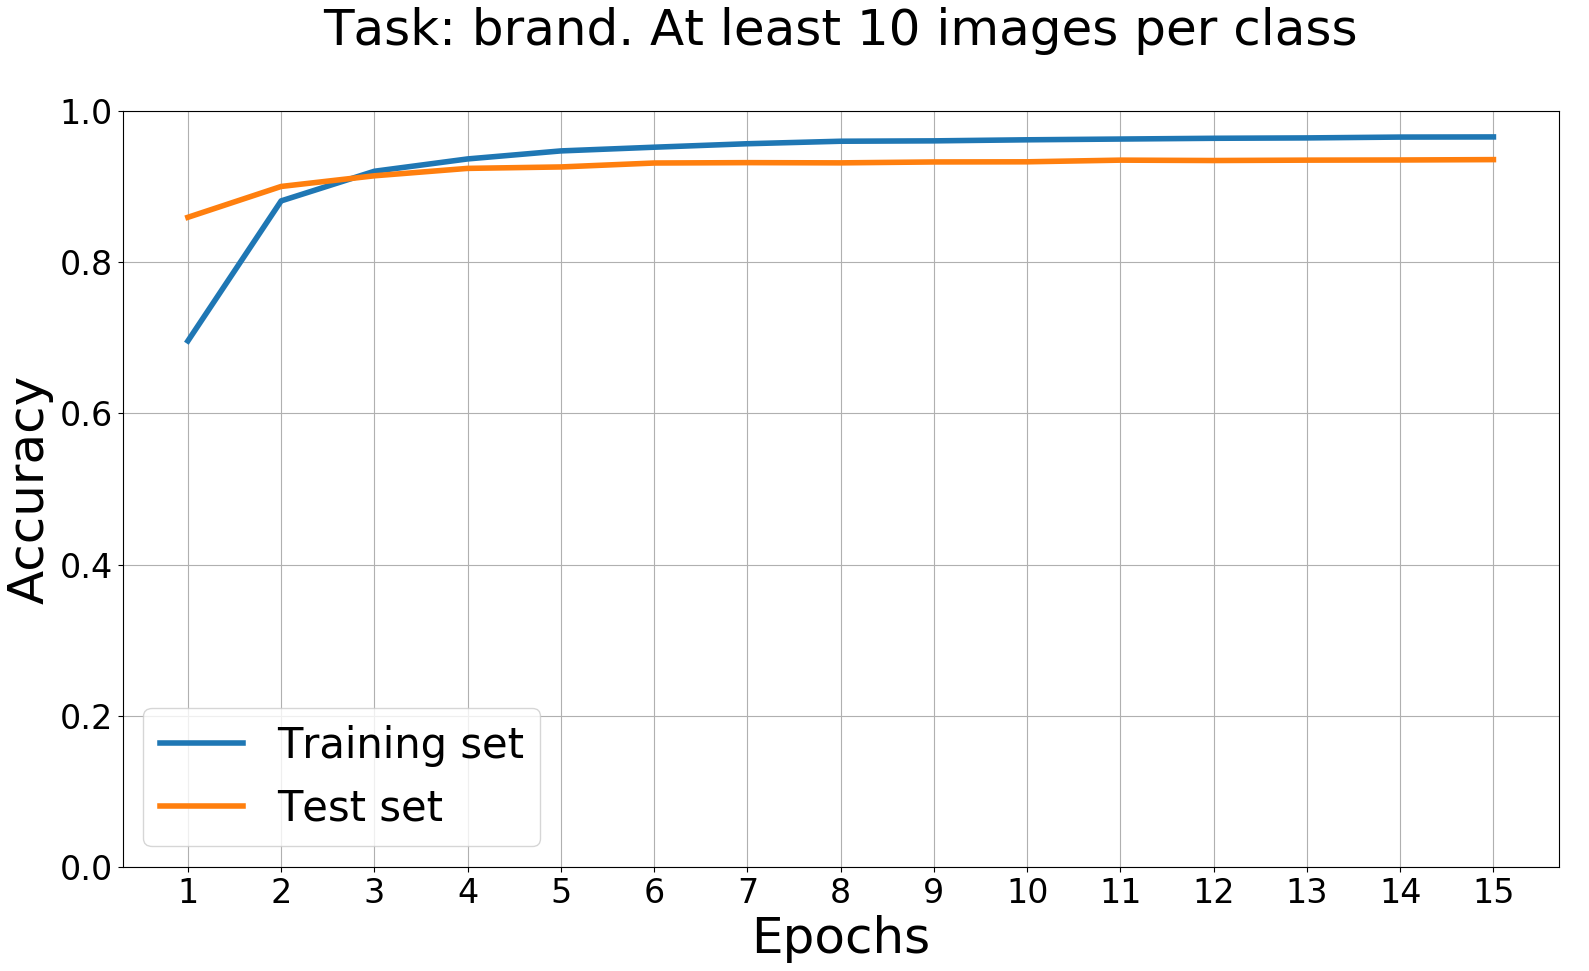 Task: brand. At least 10 images per class
Accuracy
1.0
0.8
0.6
0.4
0.2
0.0
Training set
Test set
1 2 3 4 5 6 7 8 9 10 11 12 13 14 15
Epochs